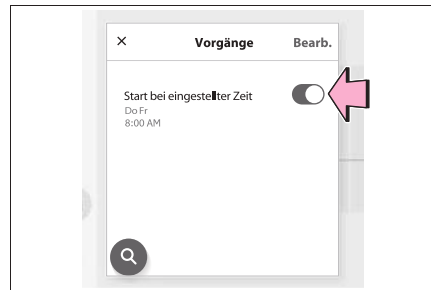 × Vorgänge Bearb.
Start bei eingestellter Zeit
Do Fr
8:00 AM